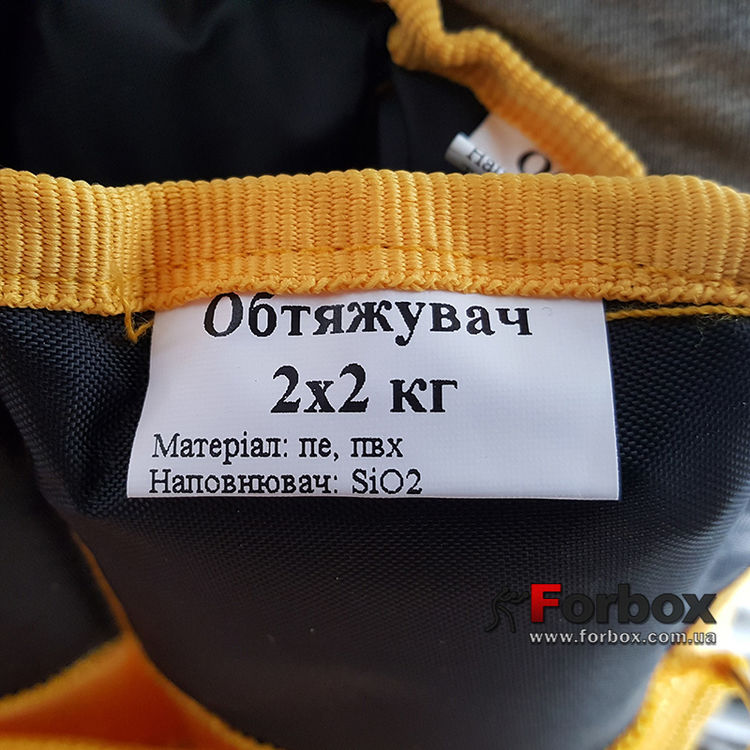 Обтяжувач
2х2 кг
Матеріал: пе, пвх
Наповнювач: SiO2
Forbox
www.forbox.com.ua